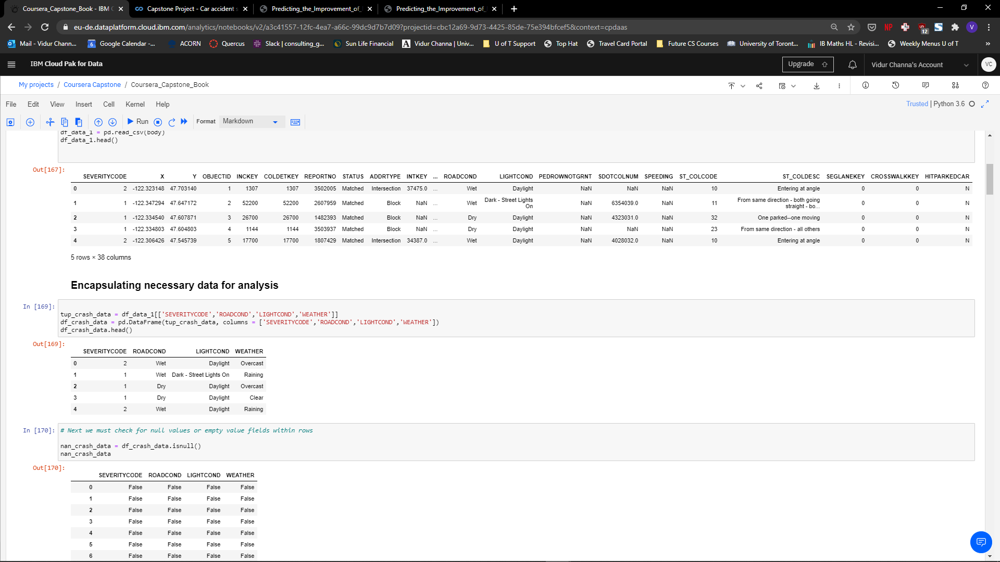 Coursera_Capstone_Book - IBM C
Capstone Project - Car accident s
Predicting_the_Improvement_of_
Predicting_the_Improvement_of_
eu-de.dataplatform.cloud.ibm.com/analytics/notebooks/v2/a3c41557-12fc-4ea7-a66c-99dc9d7b7d09?projectid=cbc12a69-9d73-4425-85de-75e394bfcef5&context=cpdaas
NP 12 V
Mail - Vidur Chann... 6 Google Calendar -... ACORN Quercus Slack | consulting_g... Sun Life Financial A Vidur Channa | Univ... U of T Support Top Hat Travel Card Portal Future CS Courses University of Toront... IB Maths HL - Revisi... Weekly Menus U of T »
IBM Cloud Pak for Data Upgrade Vidur Channa's Account VC
My projects / Coursera Capstone / Coursera_Capstone_Book
File Edit View Insert Cell Kernel Help Trusted | Python 3.6
Run Format Markdown
df_data_1 = pd.read_csv(body)
df_data_1.head()
Out[167]:
SEVERITYCODE X Y OBJECTID INCKEY COLDETKEY REPORTNO STATUS ADDRTYPE INTKEY ... ROADCOND LIGHTCOND PEDROWNOTGRNT SDOTCOLNUM SPEEDING ST_COLCODE ST_COLDESC SEGLANEKEY CROSSWALKKEY HITPARKEDCAR
0 2 -122.323148 47.703140 1 1307 1307 3502005 Matched Intersection 37475.0 ... Wet Daylight NaN NaN NaN 10 Entering at angle 0 0 N
1 1 -122.347294 47.647172 2 52200 52200 2607959 Matched Block NaN ... Wet Dark - Street Lights On NaN 6354039.0 NaN 11 From same direction - both going straight - bo... 0 0 N
2 1 -122.334540 47.607871 3 26700 26700 1482393 Matched Block NaN ... Dry Daylight NaN 4323031.0 NaN 32 One parked--one moving 0 0 N
3 1 -122.334803 47.604803 4 1144 1144 3503937 Matched Block NaN ... Dry Daylight NaN NaN NaN 23 From same direction - all others 0 0 N
4 2 -122.306426 47.545739 5 17700 17700 1807429 Matched Intersection 34387.0 ... Wet Daylight NaN 4028032.0 NaN 10 Entering at angle 0 0 N
5 rows × 38 columns
Encapsulating necessary data for analysis
In [169]:
tup_crash_data = df_data_1[['SEVERITYCODE','ROADCOND','LIGHTCOND','WEATHER']]
df_crash_data = pd.DataFrame(tup_crash_data, columns = ['SEVERITYCODE','ROADCOND','LIGHTCOND','WEATHER'])
df_crash_data.head()
Out[169]:
SEVERITYCODE ROADCOND LIGHTCOND WEATHER
0 2 Wet Daylight Overcast
1 1 Wet Dark - Street Lights On Raining
2 1 Dry Daylight Overcast
3 1 Dry Daylight Clear
4 2 Wet Daylight Raining
In [170]: # Next we must check for null values or empty value fields within rows
nan_crash_data = df_crash_data.isnull()
nan_crash_data
Out[170]:
SEVERITYCODE ROADCOND LIGHTCOND WEATHER
0 False False False False
1 False False False False
2 False False False False
3 False False False False
4 False False False False
5 False False False False
6 False False False False